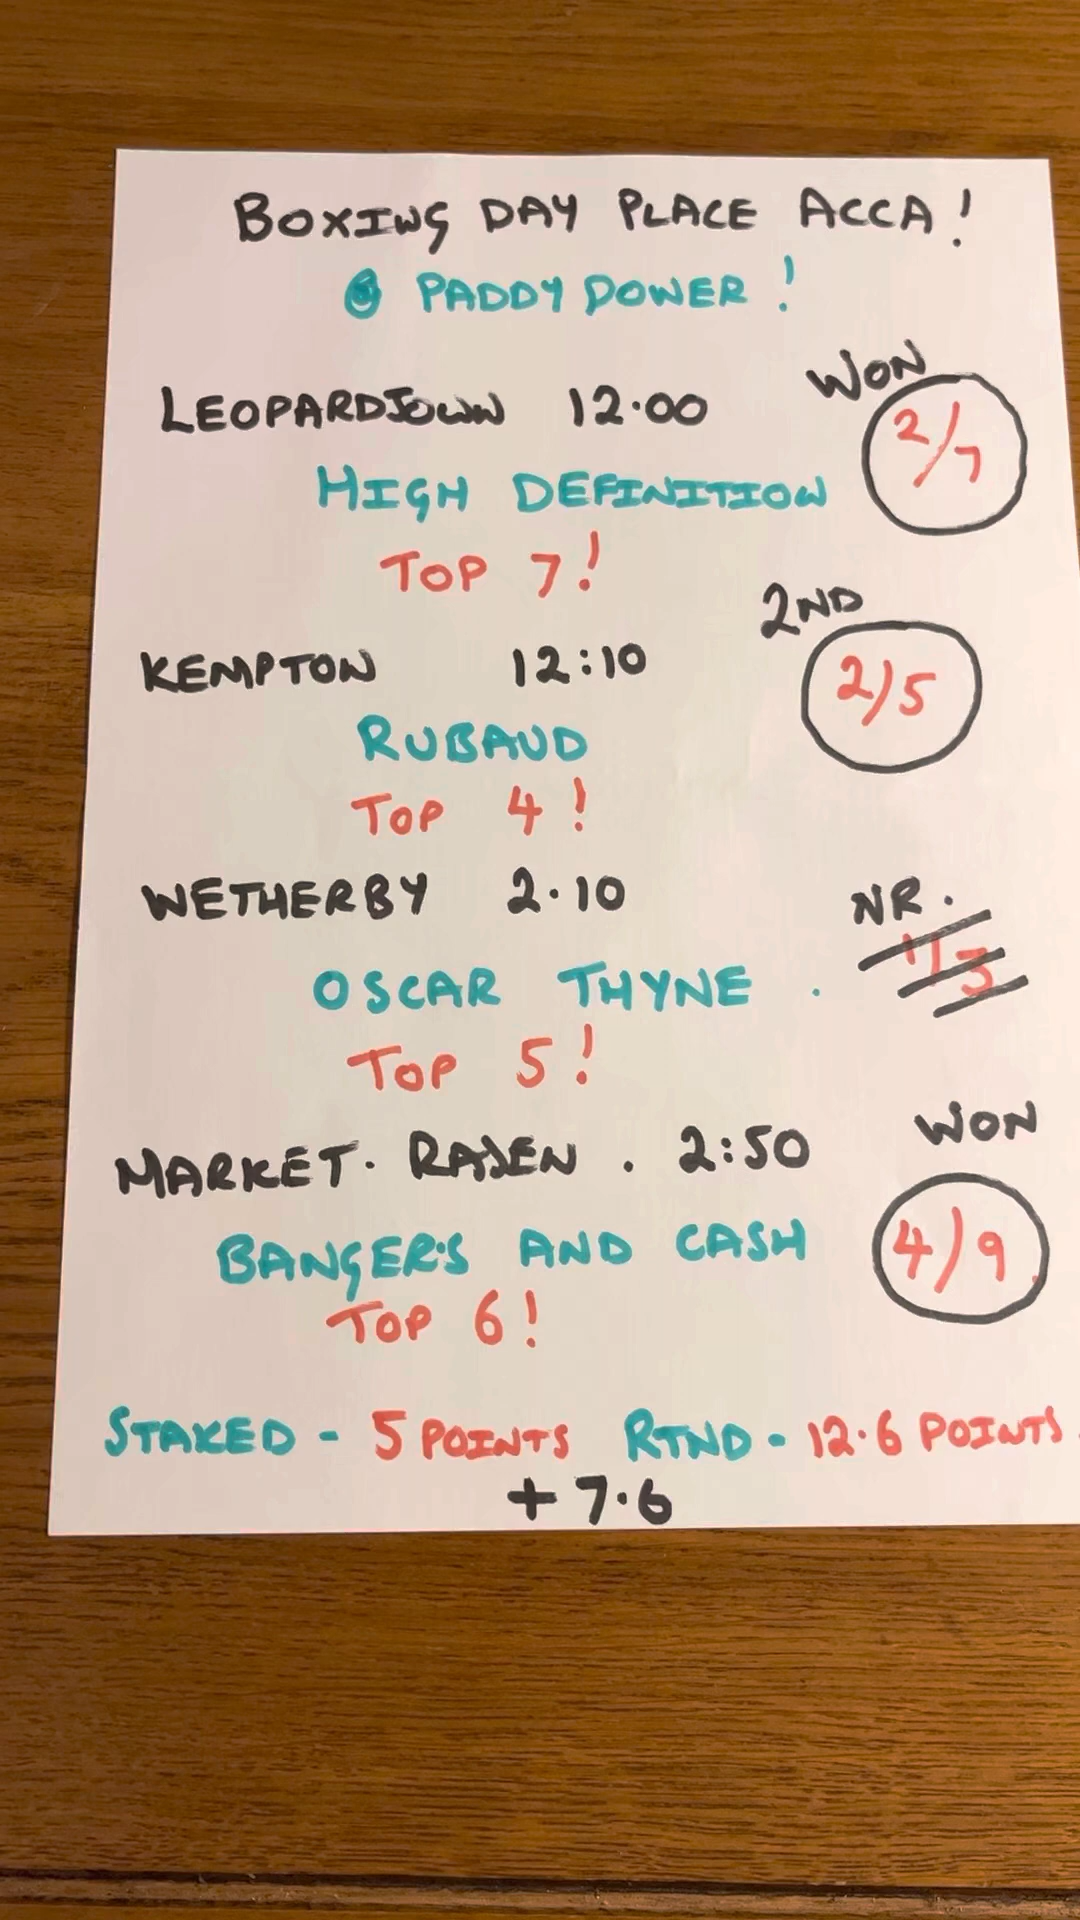 BOXING DAY PLACE ACCA!
@ PADDY POWER!
LEOPARDSTOWN 12.00
WON
2/7
HIGH DEFINITION
TOP 7!
KEMPTON 12:10
2ND
2/5
RUBAUD
TOP 4!
WETHERBY 2.10
NR.
1/3
OSCAR THYNE.
TOP 5!
MARKET. RASEN. 2:50
WON
4/9
BANGER'S AND CASH
TOP 6!
STAKED - 5 POINTS RTND - 12.6 POINTS.
+ 7.6